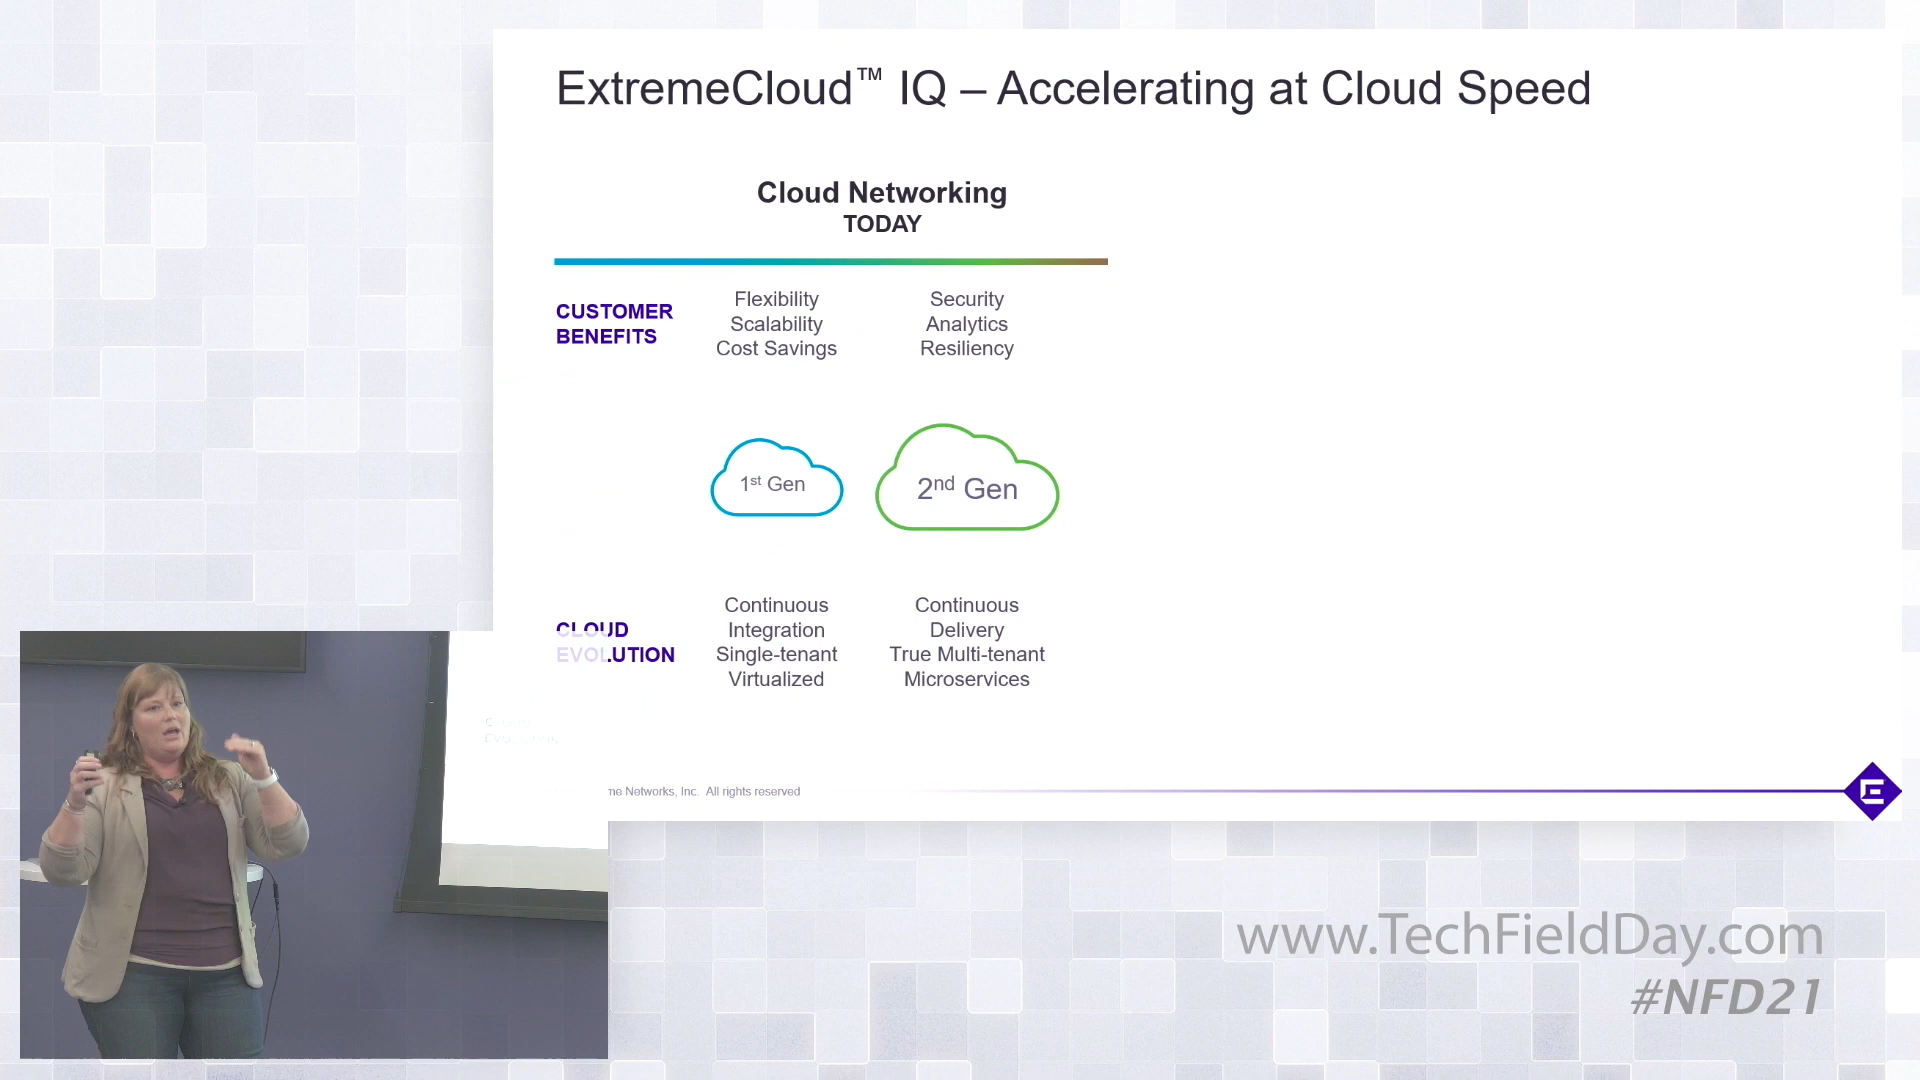 ExtremeCloud™ IQ – Accelerating at Cloud Speed
Cloud Networking
TODAY
CUSTOMER
BENEFITS
Flexibility
Scalability
Cost Savings
Security
Analytics
Resiliency
1st Gen
2nd Gen
CLOUD
EVOLUTION
Continuous
Integration
Single-tenant
Virtualized
Continuous
Delivery
True Multi-tenant
Microservices
Networks, Inc. All rights reserved
www.TechFieldDay.com
#NFD21